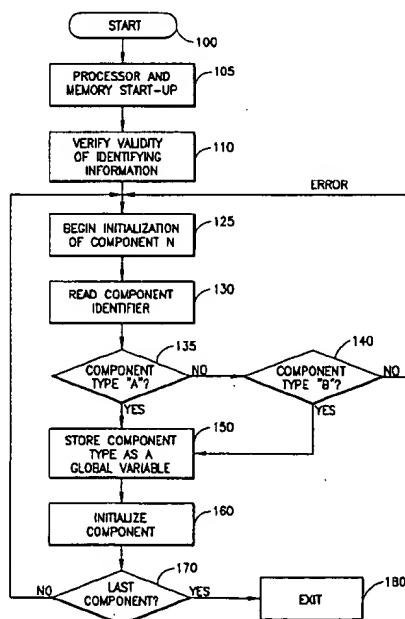 START
100
PROCESSOR AND
MEMORY START-UP
105
VERIFY VALIDITY
OF IDENTIFYING
INFORMATION
110
ERROR
BEGIN INITIALIZATION
OF COMPONENT N
125
READ COMPONENT
IDENTIFIER
130
COMPONENT
TYPE "A"?
135
NO
YES
COMPONENT
TYPE "B"?
140
NO
YES
STORE COMPONENT
TYPE AS A
GLOBAL VARIABLE
150
INITIALIZE
COMPONENT
160
LAST
COMPONENT?
170
NO
YES
EXIT
180